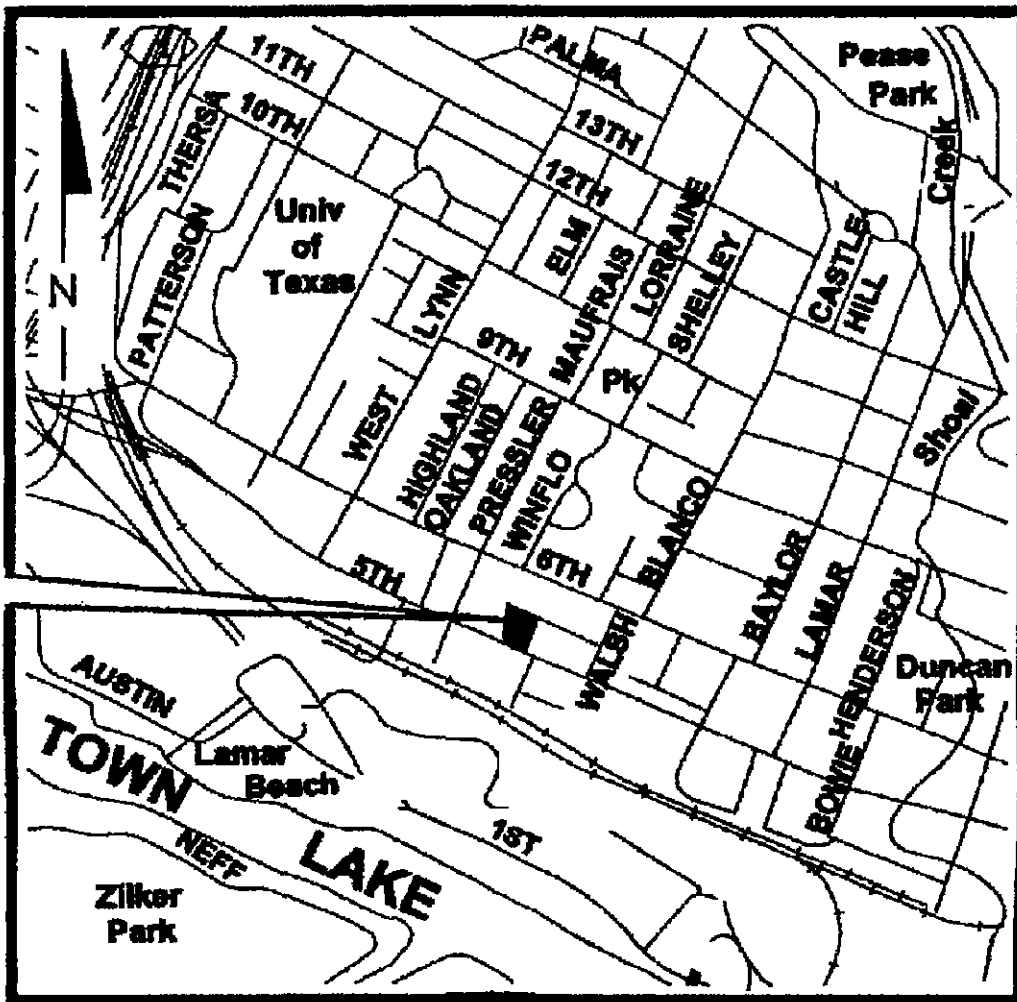 PALMA
Pease
Park
11TH
10TH
THERSA
13TH
12TH
Creek
Univ
of
Texas
PATTERSON
ELM
LORRAINE
MAUFRAIS
SHELLEY
CASTLE
HILL
N
LYNN
9TH
Pk
WEST
HIGHLAND
OAKLAND
PRESSLER
WINFLO
Shoal
BLANCO
5TH
6TH
WALSH
BAYLOR
LAMAR
HENDERSON
BOWIE
Duncan
Park
AUSTIN
TOWN
LAKE
Lamar
Beach
1ST
NEFF
Zilker
Park